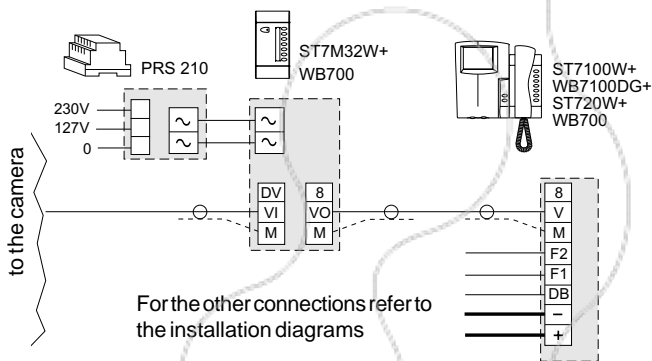 PRS 210
ST7M32W+
WB700
ST7100W+
WB7100DG+
ST720W+
WB700
230V
127V
0
~ ~
~ ~
to the camera
DV 8
VI VO
M M
8
V
M
F2
F1
DB
–
+
For the other connections refer to
the installation diagrams